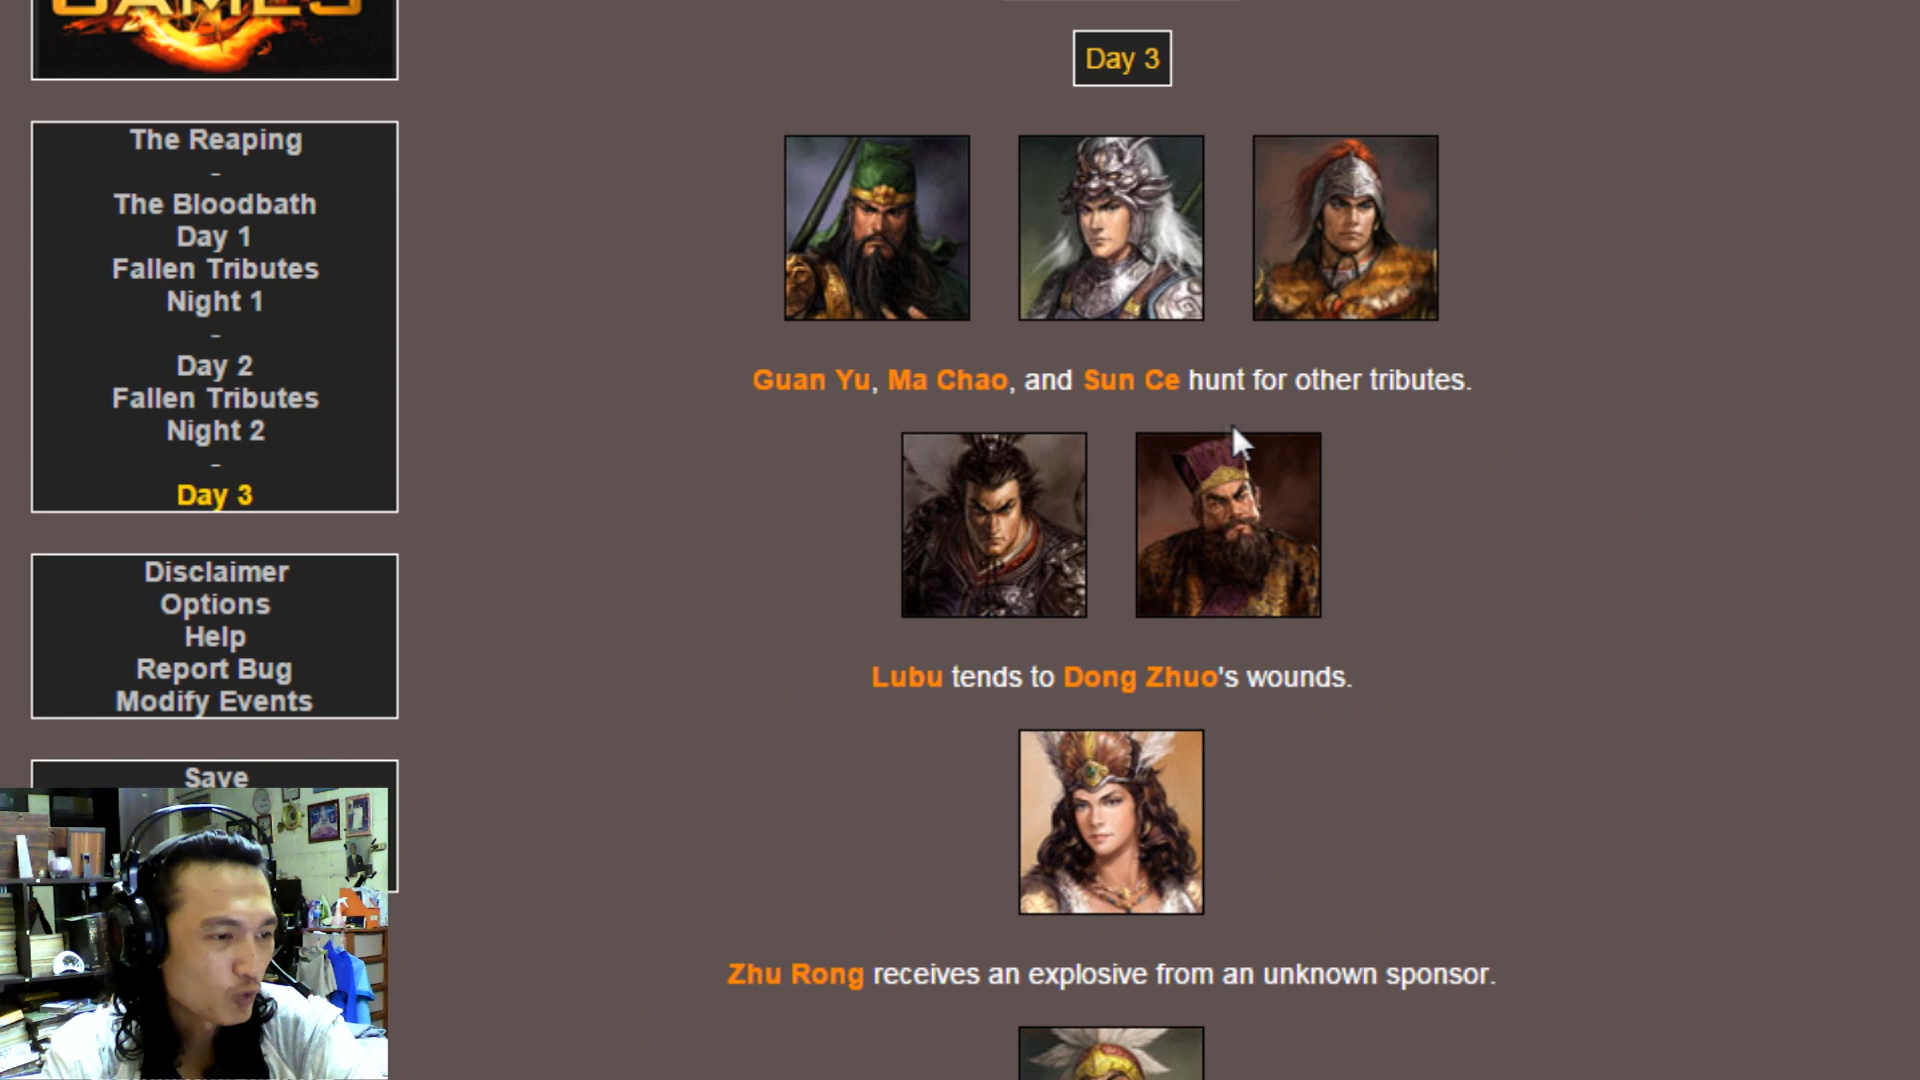 GAMES
Day 3
The Reaping
-
The Bloodbath
Day 1
Fallen Tributes
Night 1
-
Day 2
Fallen Tributes
Night 2
-
Day 3
Guan Yu, Ma Chao, and Sun Ce hunt for other tributes.
Lubu tends to Dong Zhuo's wounds.
Zhu Rong receives an explosive from an unknown sponsor.
Disclaimer
Options
Help
Report Bug
Modify Events
Save